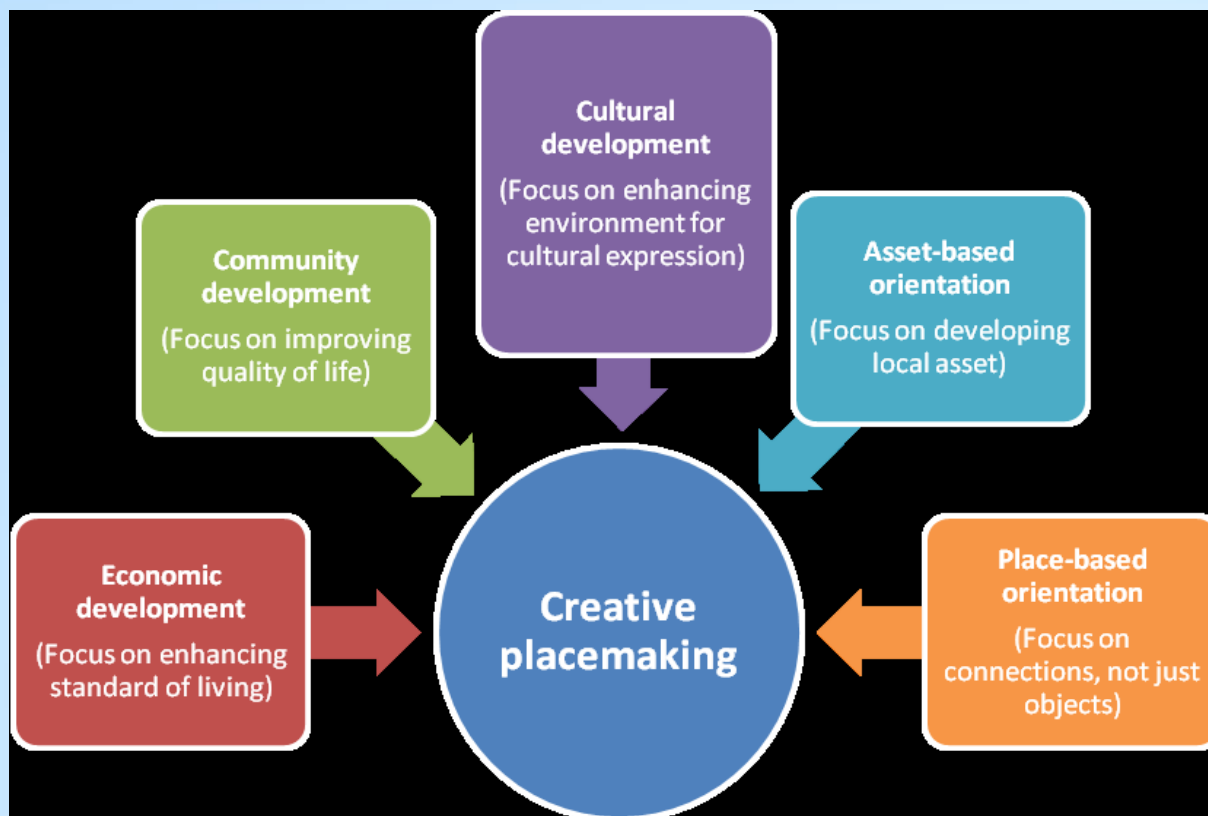 Cultural
development
(Focus on enhancing
environment for
cultural expression)
Community
development
(Focus on improving
quality of life)
Asset-based
orientation
(Focus on developing
local asset)
Economic
development
(Focus on enhancing
standard of living)
Creative
placemaking
Place-based
orientation
(Focus on
connections, not just
objects)